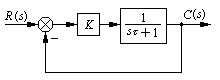 R(s) − K 1/(sτ + 1) C(s)